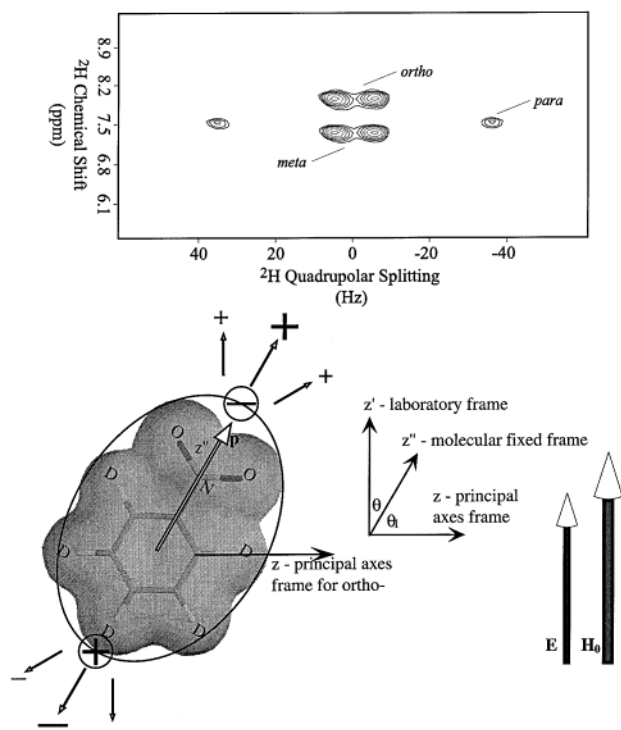 8.9
8.2
7.5
6.8
6.1
²H Chemical Shift
(ppm)
ortho
para
meta
40
20
0
-20
-40
²H Quadrupolar Splitting
(Hz)
+
+
+
−
z' - laboratory frame
z'' - molecular fixed frame
z - principal
axes frame
θ
θ₁
O
z''
p
N
O
D
D
D
D
D
z - principal axes
frame for ortho-
+
−
−
E
H₀